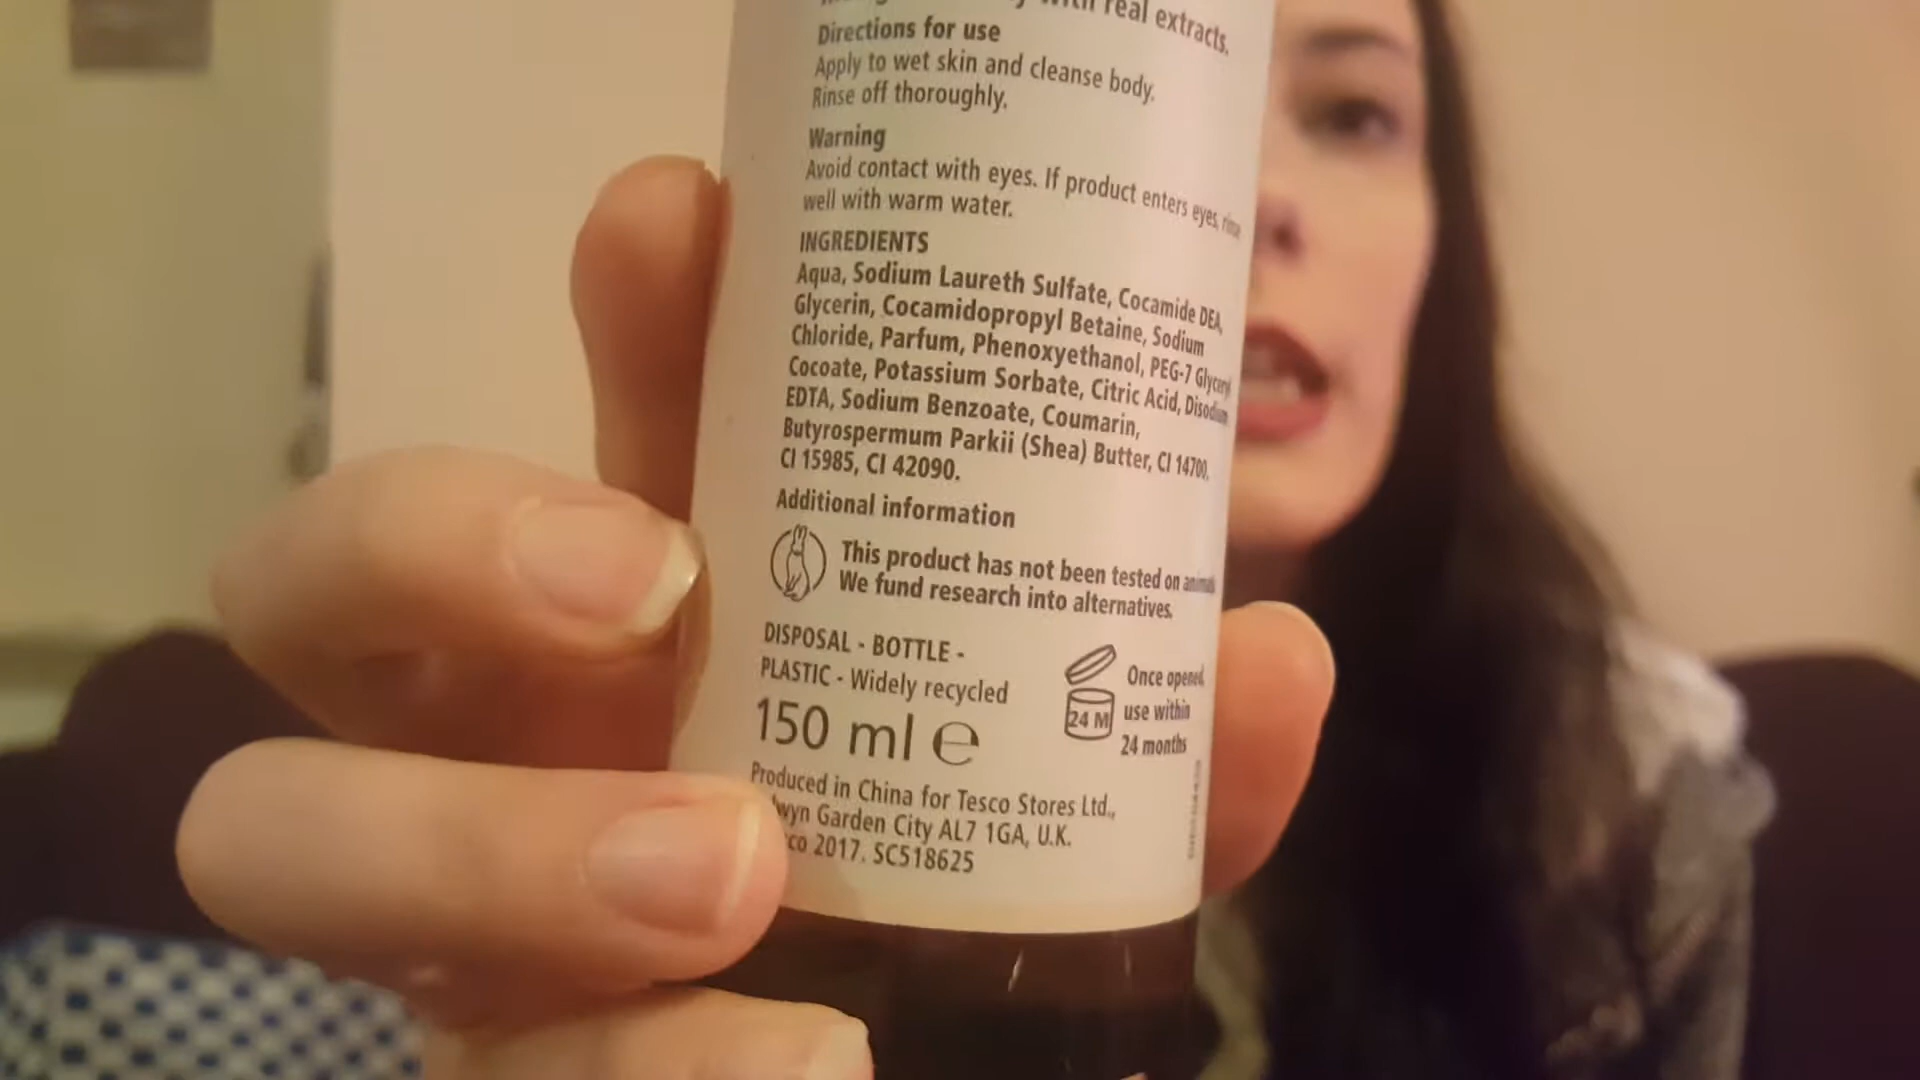 with real extracts.
Directions for use
Apply to wet skin and cleanse body.
Rinse off thoroughly.
Warning
Avoid contact with eyes. If product enters eyes, rinse
well with warm water.
INGREDIENTS
Aqua, Sodium Laureth Sulfate, Cocamide DEA,
Glycerin, Cocamidopropyl Betaine, Sodium
Chloride, Parfum, Phenoxyethanol, PEG-7 Glyceryl
Cocoate, Potassium Sorbate, Citric Acid, Disodium
EDTA, Sodium Benzoate, Coumarin,
Butyrospermum Parkii (Shea) Butter, CI 14700,
CI 15985, CI 42090.
Additional information
This product has not been tested on animals
We fund research into alternatives.
DISPOSAL - BOTTLE -
PLASTIC - Widely recycled
150 ml e
24 M
Once opened,
use within
24 months
Produced in China for Tesco Stores Ltd.,
wyn Garden City AL7 1GA, U.K.
co 2017. SC518625